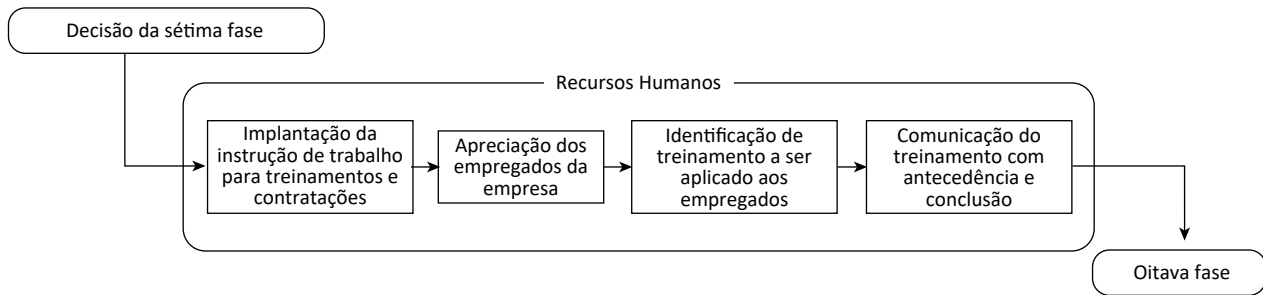 Decisão da sétima fase
Recursos Humanos
Implantação da
instrução de trabalho
para treinamentos e
contratações
Apreciação dos
empregados da
empresa
Identificação de
treinamento a ser
aplicado aos
empregados
Comunicação do
treinamento com
antecedência e
conclusão
Oitava fase